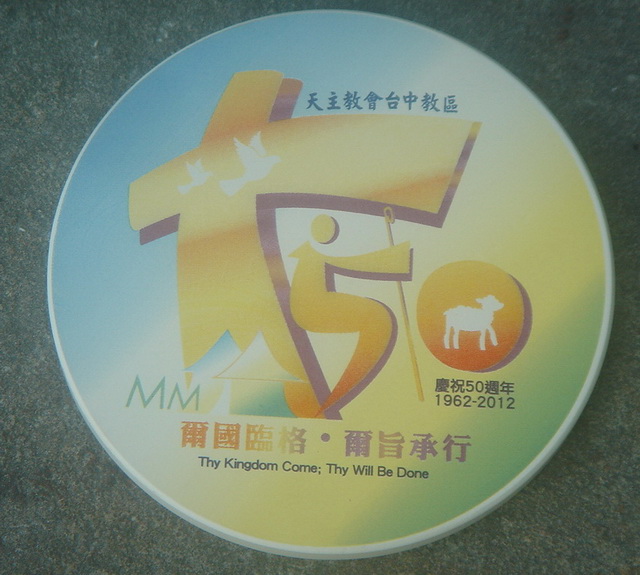 天主教會台中教區
慶祝50週年
1962-2012
MM
爾國臨格・爾旨承行
Thy Kingdom Come; Thy Will Be Done